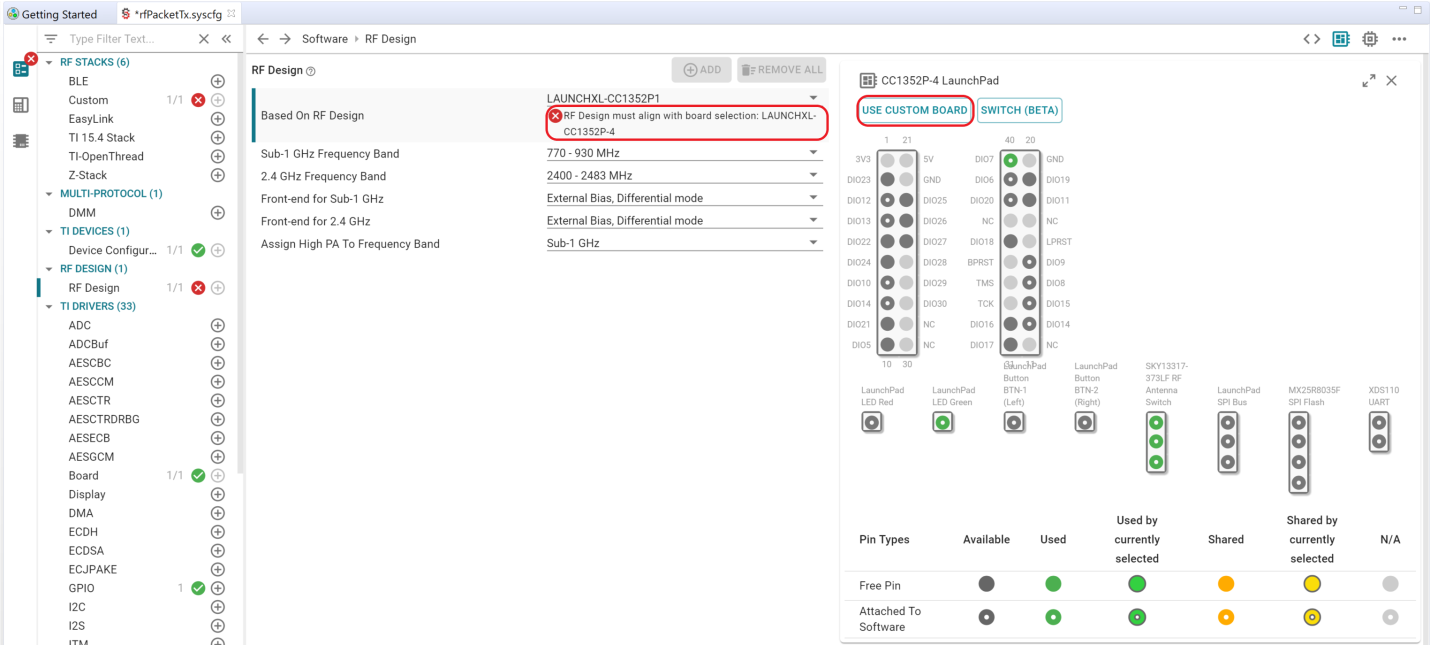 Getting Started
*rfPacketTx.syscfg
Type Filter Text...
Software
RF Design
RF STACKS (6)
BLE
Custom 1/1
EasyLink
TI 15.4 Stack
TI-OpenThread
Z-Stack
MULTI-PROTOCOL (1)
DMM
TI DEVICES (1)
Device Configur... 1/1
RF DESIGN (1)
RF Design 1/1
TI DRIVERS (33)
ADC
ADCBuf
AESCBC
AESCCM
AESCTR
AESCTRDRBG
AESECB
AESGCM
Board 1/1
Display
DMA
ECDH
ECDSA
ECJPAKE
GPIO 1
I2C
I2S
ITM
RF Design
ADD
REMOVE ALL
Based On RF Design
LAUNCHXL-CC1352P1
RF Design must align with board selection: LAUNCHXL-
CC1352P-4
Sub-1 GHz Frequency Band 770 - 930 MHz
2.4 GHz Frequency Band 2400 - 2483 MHz
Front-end for Sub-1 GHz External Bias, Differential mode
Front-end for 2.4 GHz External Bias, Differential mode
Assign High PA To Frequency Band Sub-1 GHz
CC1352P-4 LaunchPad
USE CUSTOM BOARD
SWITCH (BETA)
1 21 40 20
3V3 5V DIO7 GND
DIO23 GND DIO6 DIO19
DIO12 DIO25 DIO20 DIO11
DIO13 DIO26 NC NC
DIO22 DIO27 DIO18 LPRST
DIO24 DIO28 BPRST DIO9
DIO10 DIO29 TMS DIO8
DIO14 DIO30 TCK DIO15
DIO21 NC DIO16 DIO14
DIO5 NC DIO17 NC
10 30 31 11
LaunchPad
LED Red
LaunchPad
LED Green
LaunchPad
Button
BTN-1
(Left)
LaunchPad
Button
BTN-2
(Right)
SKY13317-
373LF RF
Antenna
Switch
LaunchPad
SPI Bus
MX25R8035F
SPI Flash
XDS110
UART
Pin Types
Available
Used
Used by
currently
selected
Shared
Shared by
currently
selected
N/A
Free Pin
Attached To
Software